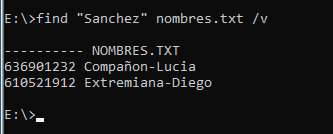 E:\>find "Sanchez" nombres.txt /v
---------- NOMBRES.TXT
636901232 Compañon-Lucia
610521912 Extremiana-Diego
E:\>